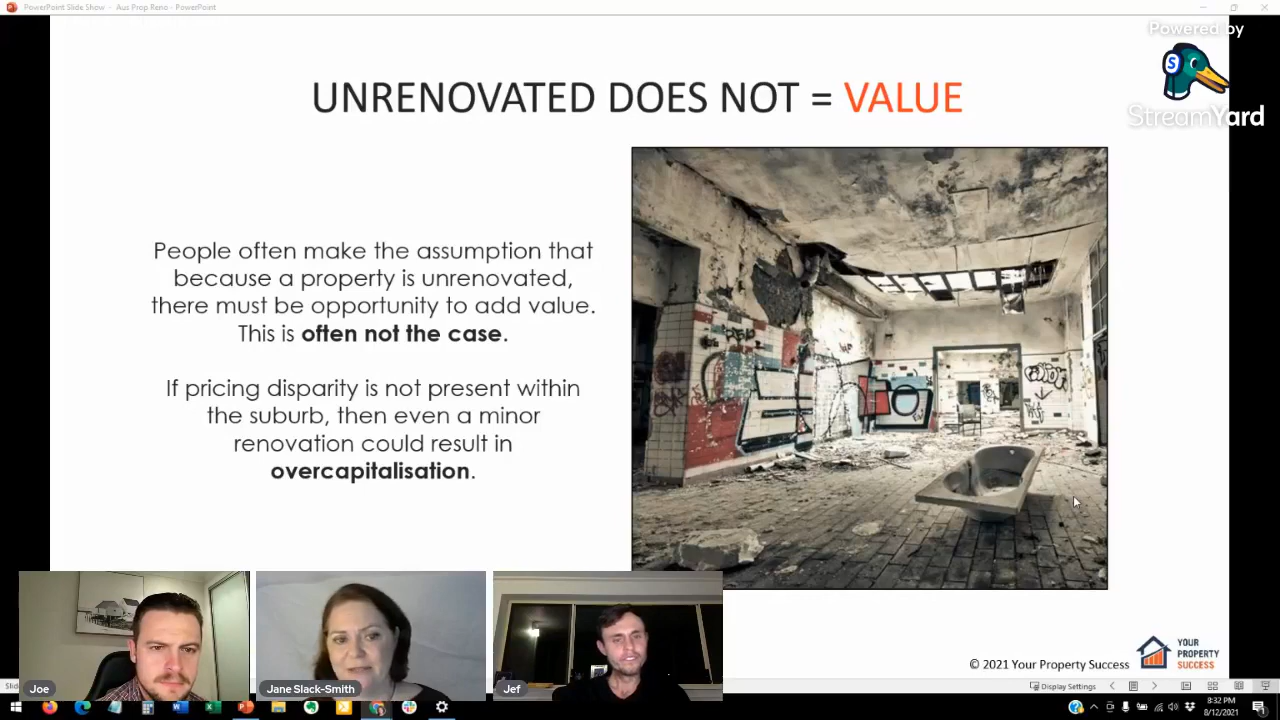 PowerPoint Slide Show - Aus Prop Reno - PowerPoint
Powered by
StreamYard
UNRENOVATED DOES NOT = VALUE
People often make the assumption that
because a property is unrenovated,
there must be opportunity to add value.
This is often not the case.
If pricing disparity is not present within
the suburb, then even a minor
renovation could result in
overcapitalisation.
Joe
Jane Slack-Smith
Jef
© 2021 Your Property Success
YOUR
PROPERTY
SUCCESS
Display Settings
8:32 PM
8/12/2021